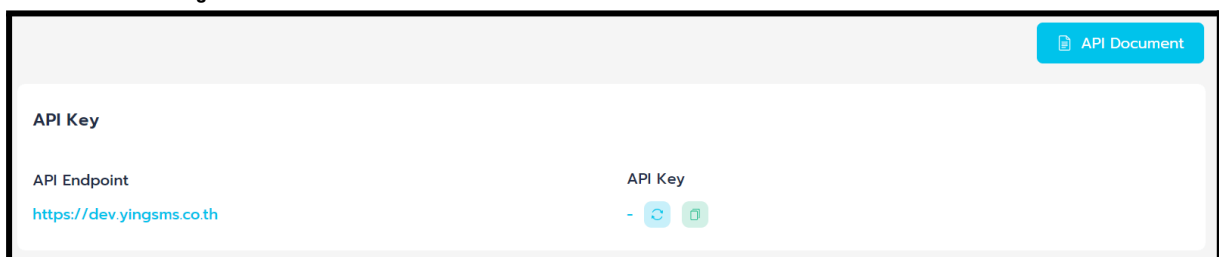 API Document
API Key
API Endpoint
API Key
https://dev.yingsms.co.th
-